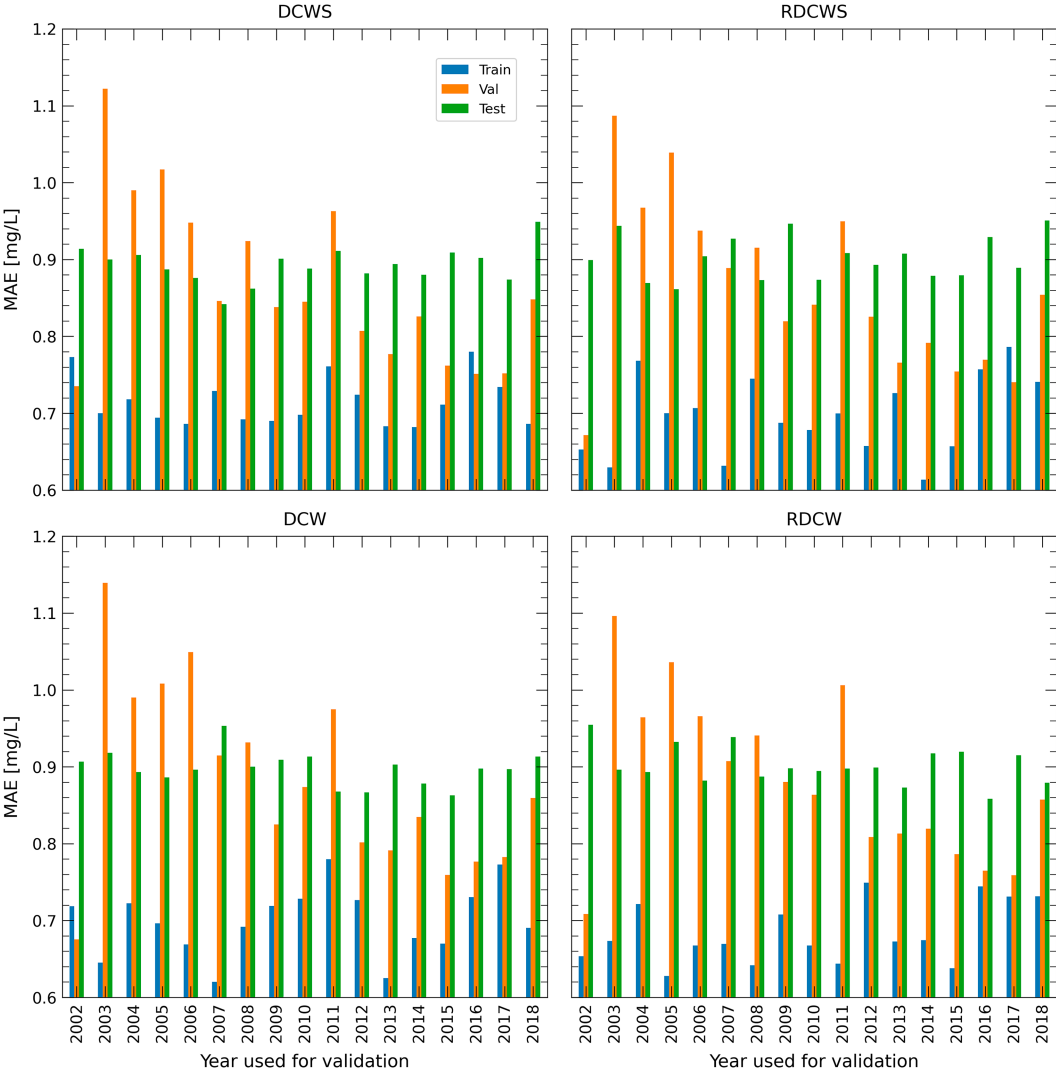 DCWS
RDCWS
1.2
1.1
1.0
0.9
0.8
0.7
0.6
MAE [mg/L]
Train
Val
Test
DCW
RDCW
1.2
1.1
1.0
0.9
0.8
0.7
0.6
MAE [mg/L]
2002 2003 2004 2005 2006 2007 2008 2009 2010 2011 2012 2013 2014 2015 2016 2017 2018
2002 2003 2004 2005 2006 2007 2008 2009 2010 2011 2012 2013 2014 2015 2016 2017 2018
Year used for validation
Year used for validation